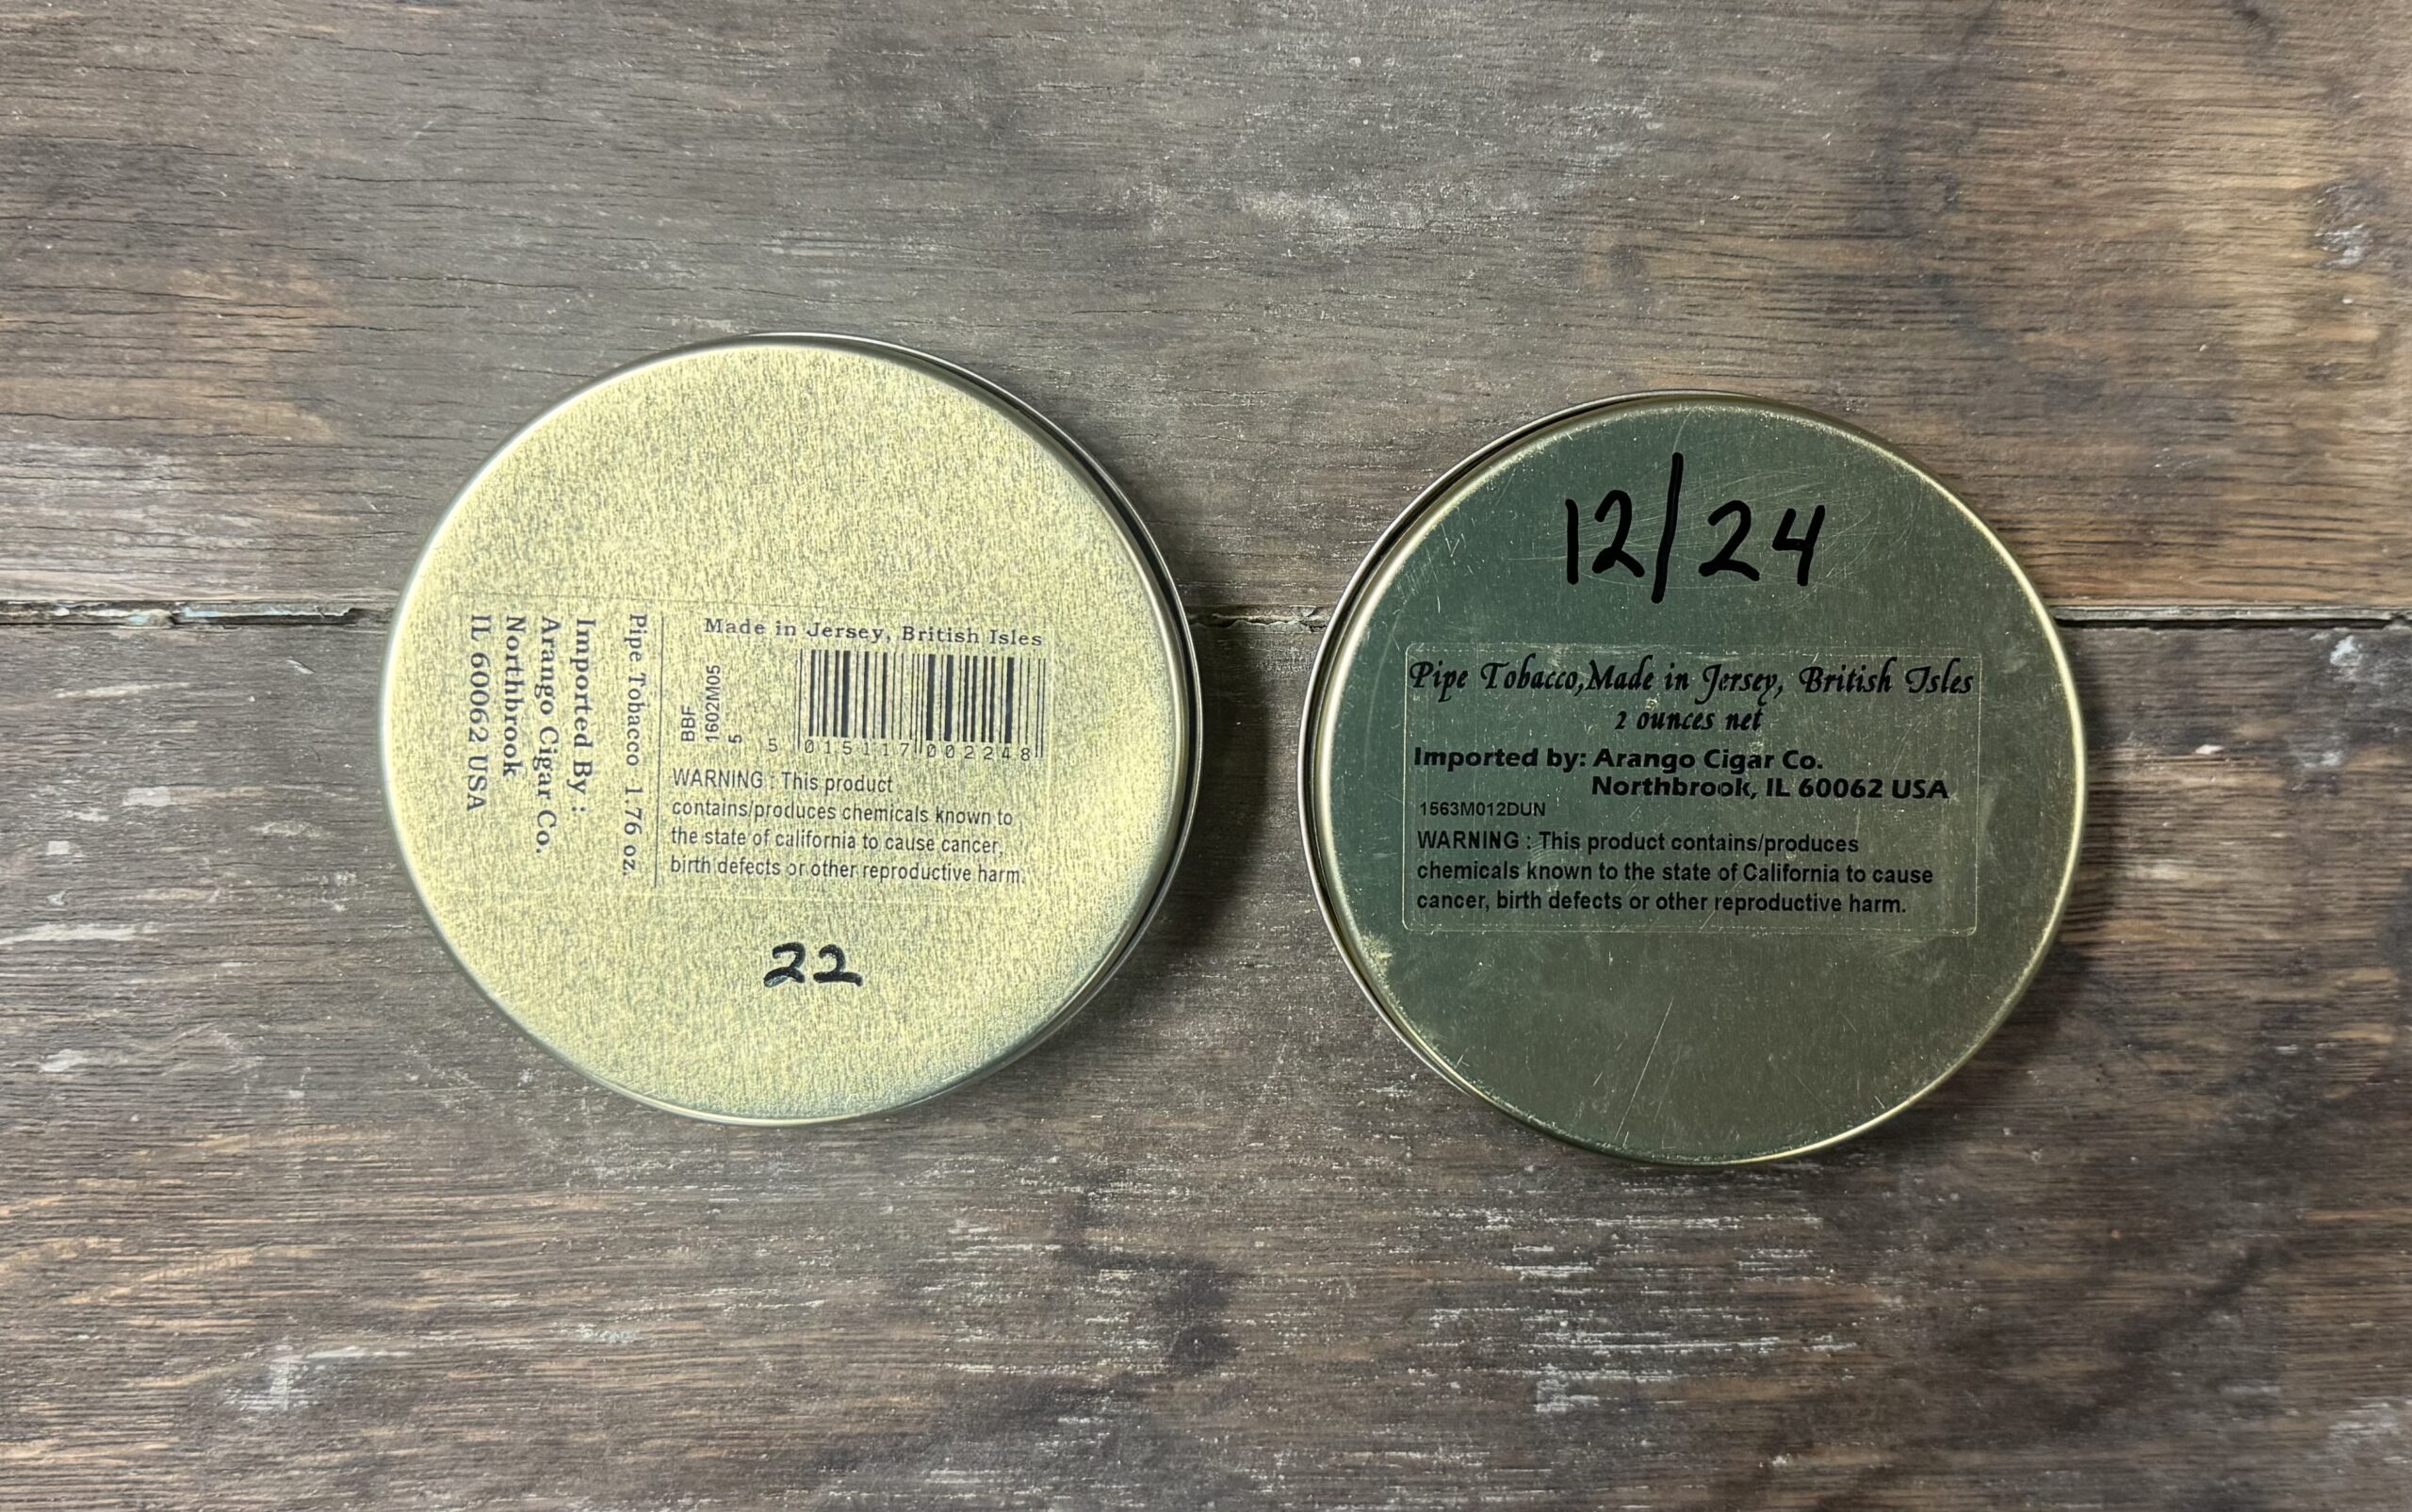 Made in Jersey, British Isles
BBF
1602M05
5
5 015117 002248
WARNING : This product
contains/produces chemicals known to
the state of california to cause cancer,
birth defects or other reproductive harm.
Pipe Tobacco 1.76 oz.
Imported By :
Arango Cigar Co.
Northbrook
IL 60062 USA
22
12/24
Pipe Tobacco,Made in Jersey, British Isles
2 ounces net
Imported by: Arango Cigar Co.
Northbrook, IL 60062 USA
1563M012DUN
WARNING : This product contains/produces
chemicals known to the state of California to cause
cancer, birth defects or other reproductive harm.